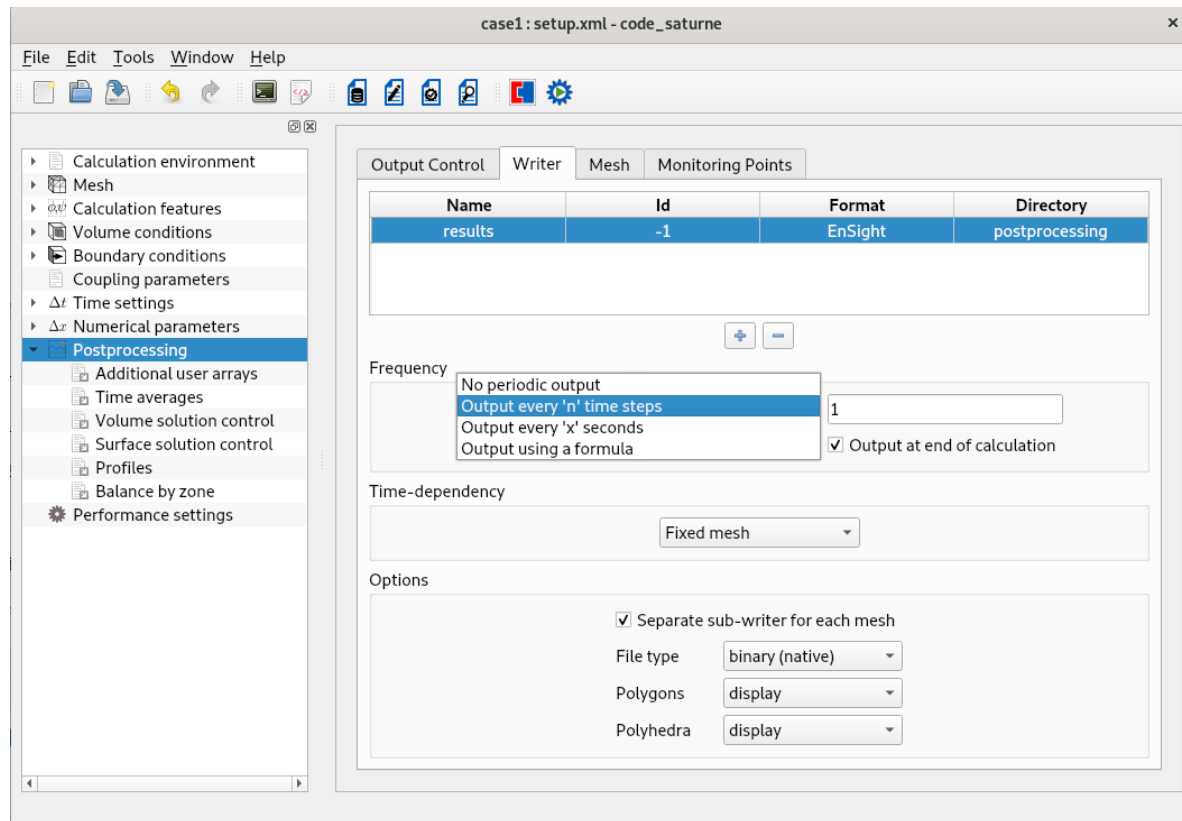 case1 : setup.xml - code_saturne
File Edit Tools Window Help
Calculation environment
Mesh
Calculation features
Volume conditions
Boundary conditions
Coupling parameters
Δt Time settings
Δx Numerical parameters
Postprocessing
Additional user arrays
Time averages
Volume solution control
Surface solution control
Profiles
Balance by zone
Performance settings
Output Control Writer Mesh Monitoring Points
Name Id Format Directory
results -1 EnSight postprocessing
Frequency
No periodic output
Output every 'n' time steps
Output every 'x' seconds
Output using a formula
1
Output at end of calculation
Time-dependency
Fixed mesh
Options
Separate sub-writer for each mesh
File type binary (native)
Polygons display
Polyhedra display